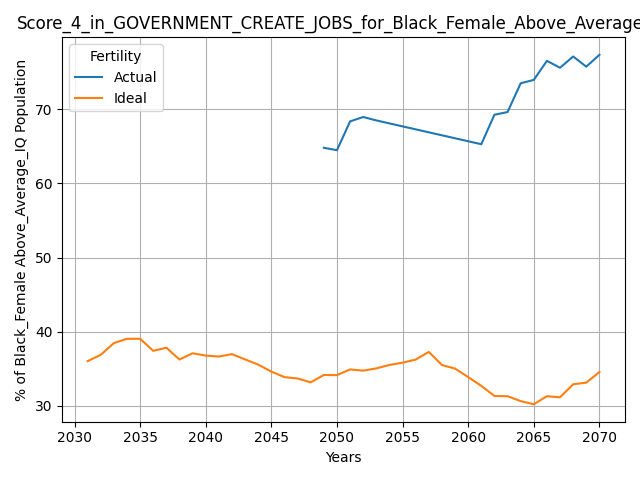 Score_4_in_GOVERNMENT_CREATE_JOBS_for_Black_Female_Above_Average
Fertility
Actual
Ideal
% of Black_Female Above_Average_IQ Population
70
60
50
40
30
2030 2035 2040 2045 2050 2055 2060 2065 2070
Years